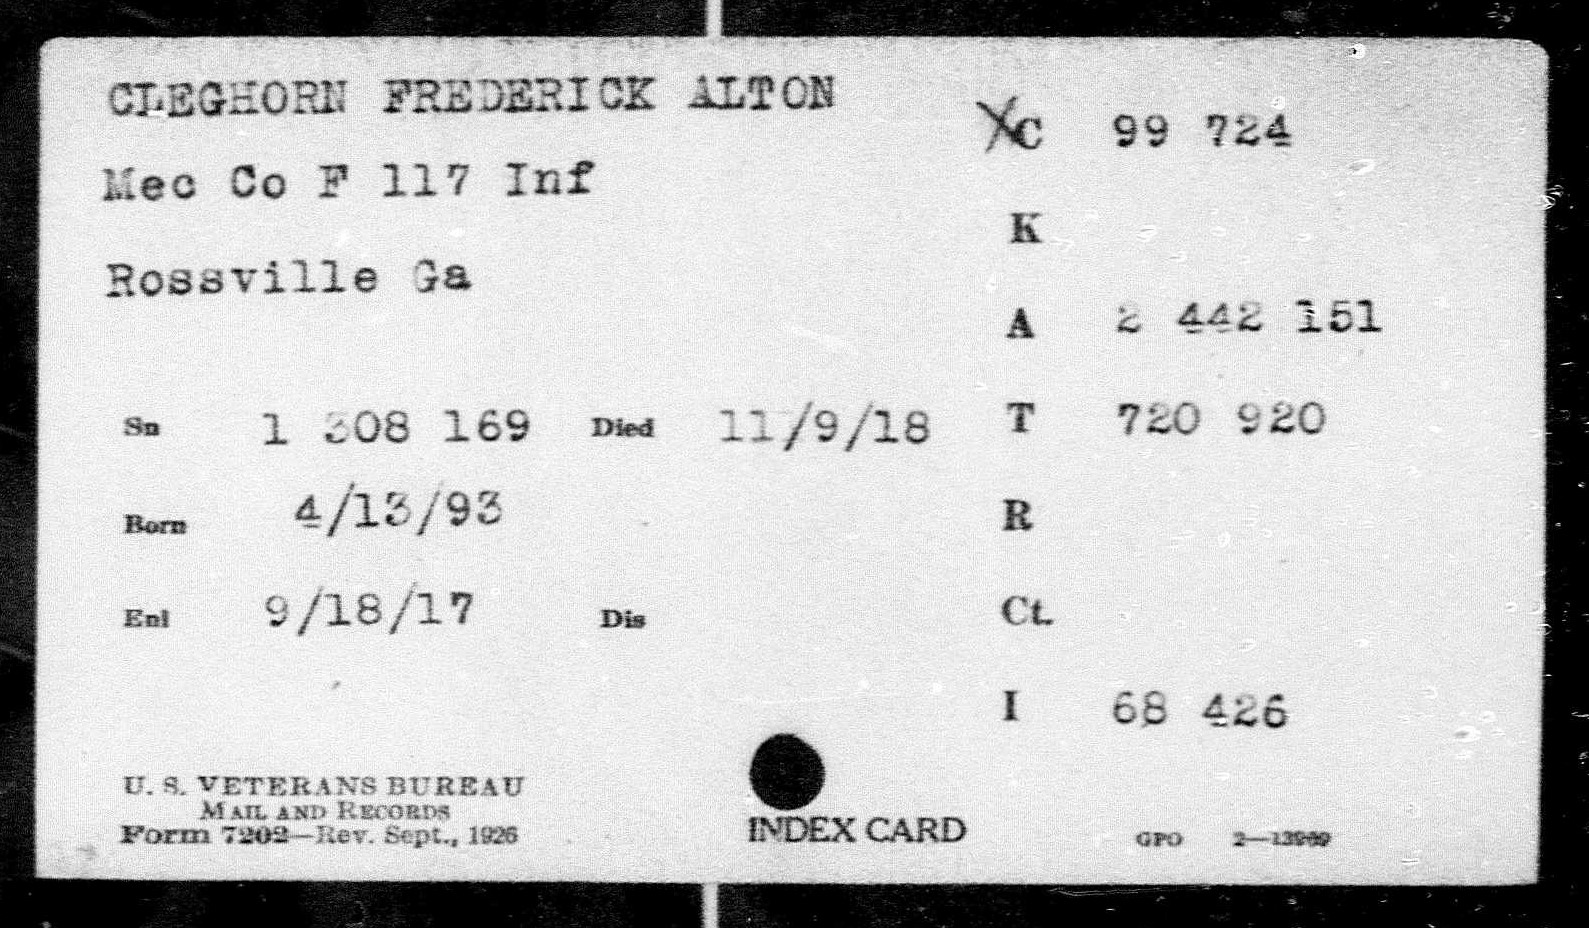 CLEGHORN FREDERICK ALTON
Mec Co F 117 Inf
Rossville Ga
XC 99 724
K
A 2 442 151
Sn 1 308 169 Died 11/9/18
T 720 920
Born 4/13/93
R
Enl 9/18/17 Dis
Ct.
I 68 426
U. S. VETERANS BUREAU
MAIL AND RECORDS
Form 7202—Rev. Sept., 1926
INDEX CARD
GPO